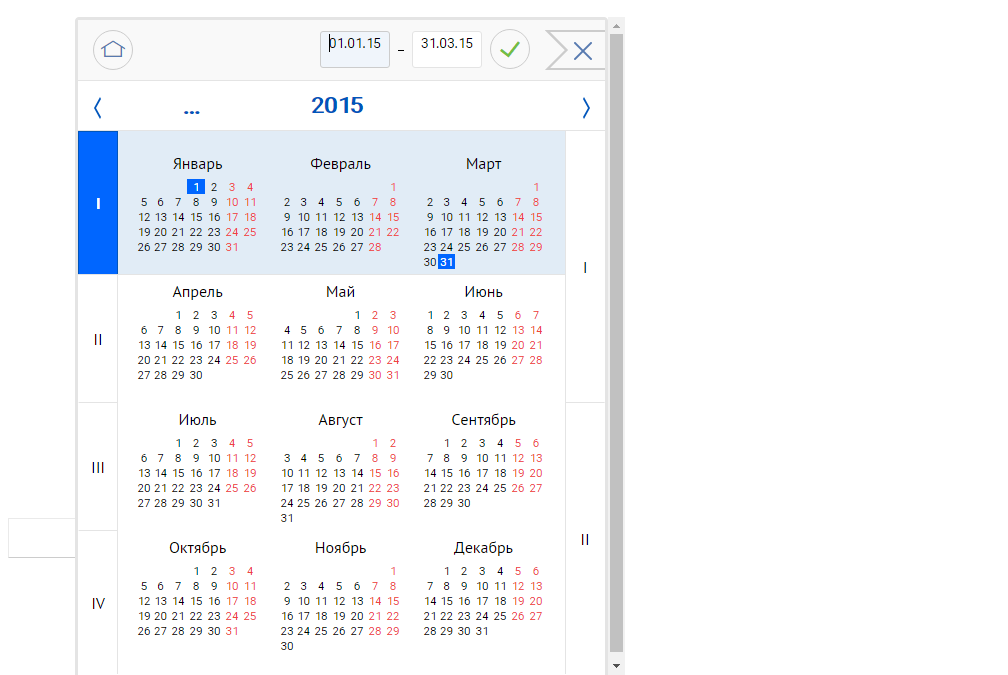 01.01.15 – 31.03.15
... 2015
I
Январь Февраль Март
1 2 3 4 1 1
5 6 7 8 9 10 11 2 3 4 5 6 7 8 2 3 4 5 6 7 8
12 13 14 15 16 17 18 9 10 11 12 13 14 15 9 10 11 12 13 14 15
19 20 21 22 23 24 25 16 17 18 19 20 21 22 16 17 18 19 20 21 22
26 27 28 29 30 31 23 24 25 26 27 28 23 24 25 26 27 28 29
30 31
I
II
Апрель Май Июнь
1 2 3 4 5 1 2 3 1 2 3 4 5 6 7
6 7 8 9 10 11 12 4 5 6 7 8 9 10 8 9 10 11 12 13 14
13 14 15 16 17 18 19 11 12 13 14 15 16 17 15 16 17 18 19 20 21
20 21 22 23 24 25 26 18 19 20 21 22 23 24 22 23 24 25 26 27 28
27 28 29 30 25 26 27 28 29 30 31 29 30
III
Июль Август Сентябрь
1 2 3 4 5 1 2 1 2 3 4 5 6
6 7 8 9 10 11 12 3 4 5 6 7 8 9 7 8 9 10 11 12 13
13 14 15 16 17 18 19 10 11 12 13 14 15 16 14 15 16 17 18 19 20
20 21 22 23 24 25 26 17 18 19 20 21 22 23 21 22 23 24 25 26 27
27 28 29 30 31 24 25 26 27 28 29 30 28 29 30
31
II
IV
Октябрь Ноябрь Декабрь
1 2 3 4 1 1 2 3 4 5 6
5 6 7 8 9 10 11 2 3 4 5 6 7 8 7 8 9 10 11 12 13
12 13 14 15 16 17 18 9 10 11 12 13 14 15 14 15 16 17 18 19 20
19 20 21 22 23 24 25 16 17 18 19 20 21 22 21 22 23 24 25 26 27
26 27 28 29 30 31 23 24 25 26 27 28 29 28 29 30 31
30